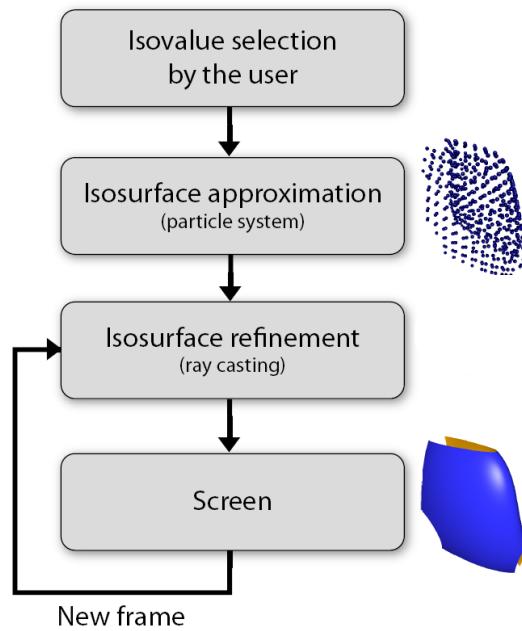 Isovalue selection
by the user
Isosurface approximation
(particle system)
Isosurface refinement
(ray casting)
Screen
New frame